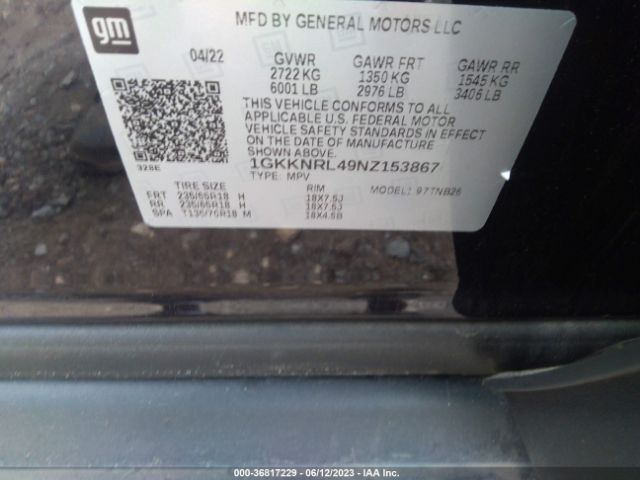 gm
MFD BY GENERAL MOTORS LLC
04/22 GVWR GAWR FRT GAWR RR
2722 KG 1350 KG 1545 KG
6001 LB 2976 LB 3406 LB
THIS VEHICLE CONFORMS TO ALL
APPLICABLE U.S. FEDERAL MOTOR
VEHICLE SAFETY STANDARDS IN EFFECT
ON THE DATE OF MANUFACTURE
SHOWN ABOVE.
328E
1GKKNRL49NZ153867
TYPE: MPV MODEL: 97TNB26
TIRE SIZE RIM
FRT 235/65R18 H 18X7.5J
RR 235/65R18 H 18X7.5J
SPA T135/70R18 M 18X4.5B
000-36817229 - 06/12/2023 - IAA Inc.